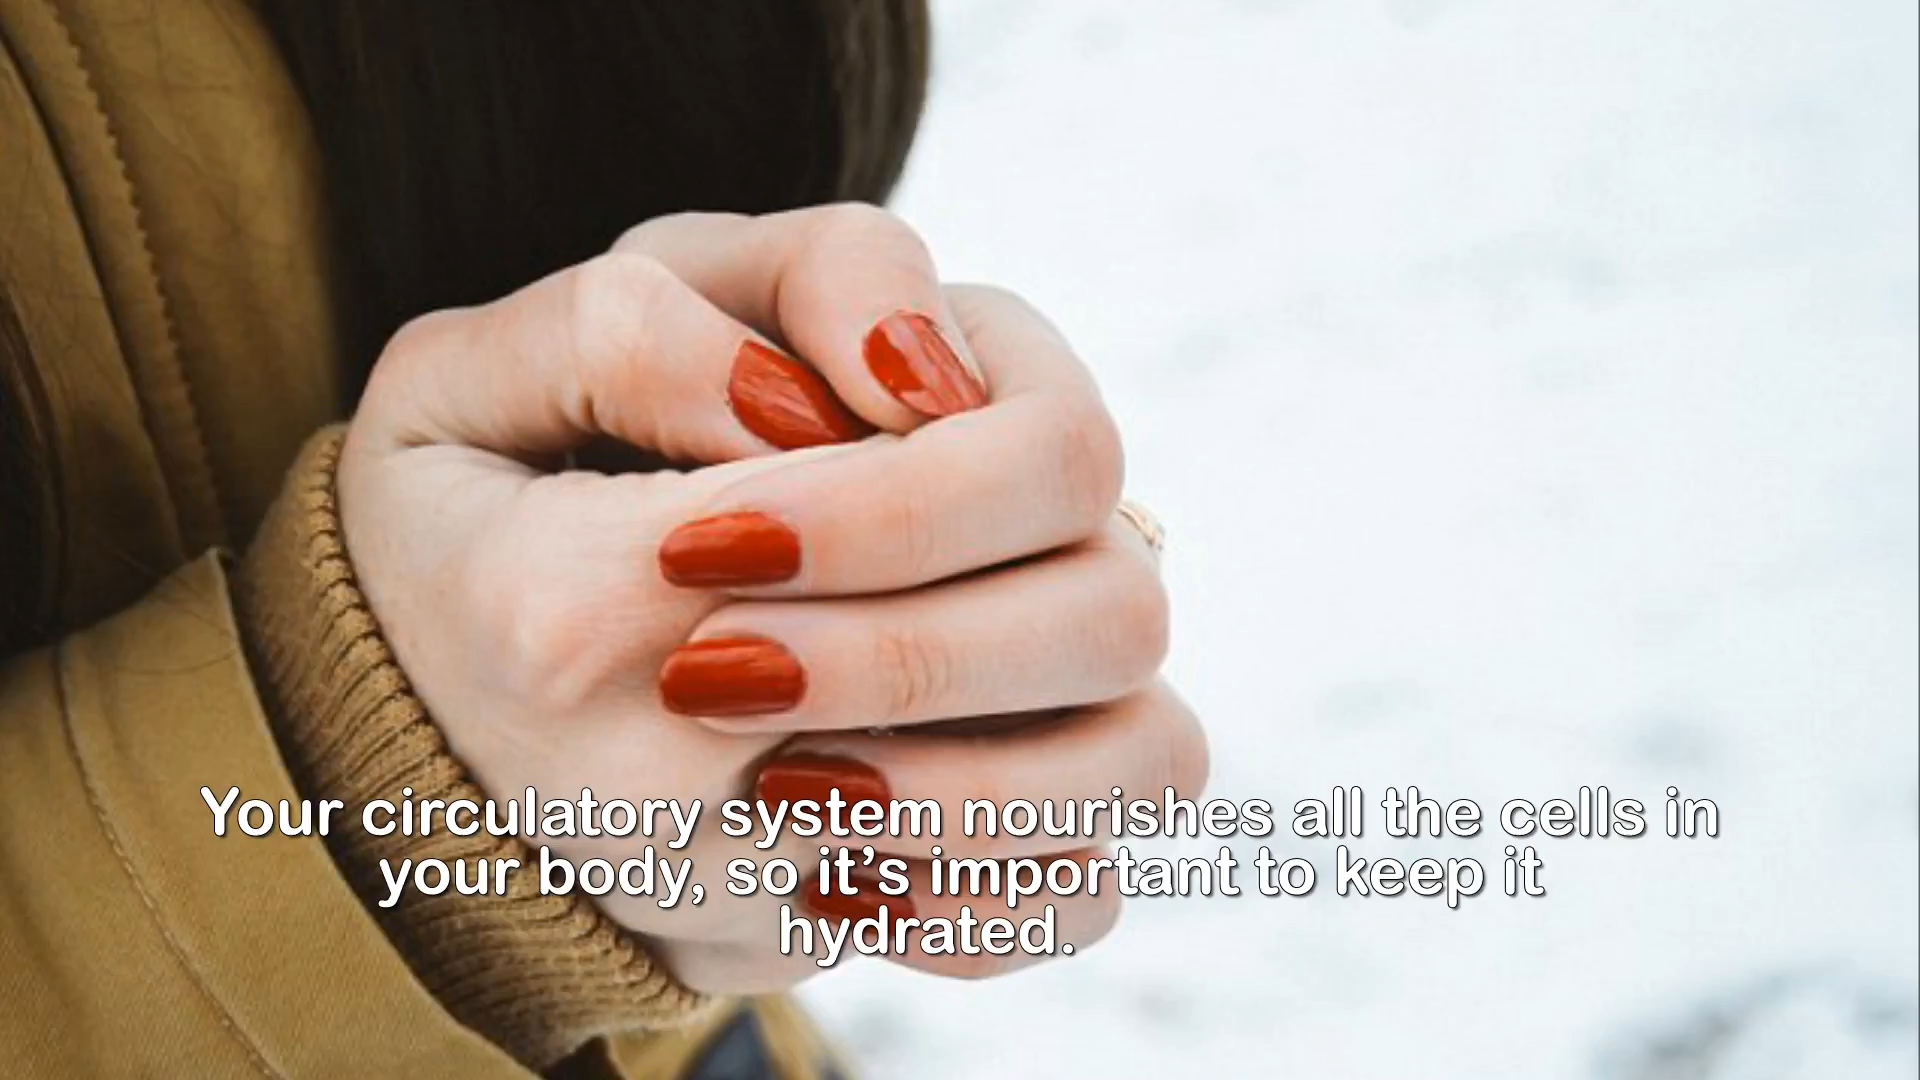 Your circulatory system nourishes all the cells in
your body, so it’s important to keep it
hydrated.